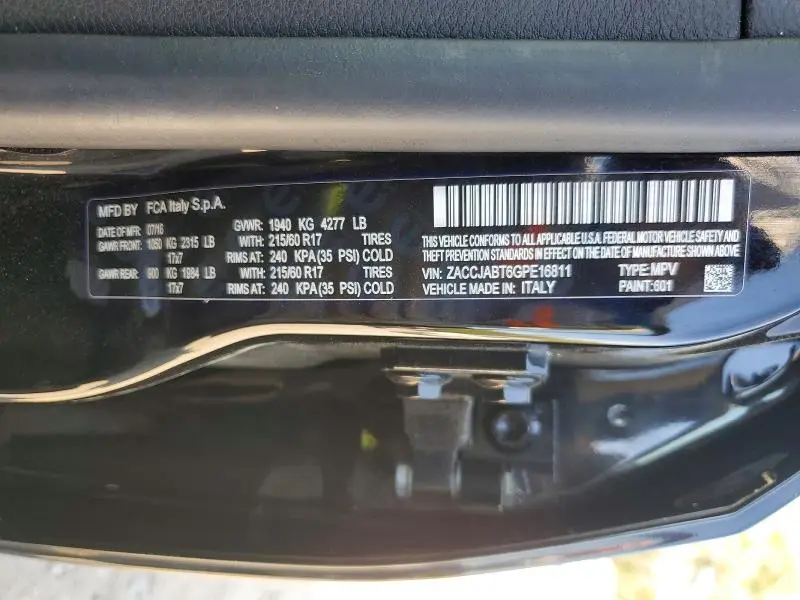 MFD BY FCA Italy S.p.A.
DATE OF MFR 07/16 GVWR: 1940 KG 4277 LB
GAWR FRONT: 1050 KG 2315 LB WITH: 215/60 R17 TIRES
17x7 RIMS AT: 240 KPA(35 PSI) COLD
GAWR REAR: 900 KG 1984 LB WITH: 215/60 R17 TIRES
17x7 RIMS AT: 240 KPA(35 PSI) COLD
THIS VEHICLE CONFORMS TO ALL APPLICABLE U.S.A. FEDERAL MOTOR VEHICLE SAFETY AND
THEFT PREVENTION STANDARDS IN EFFECT ON THE DATE OF MANUFACTURE SHOWN ABOVE
VIN: ZACCJABT6GPE16811 TYPE MPV
VEHICLE MADE IN: ITALY PAINT:601